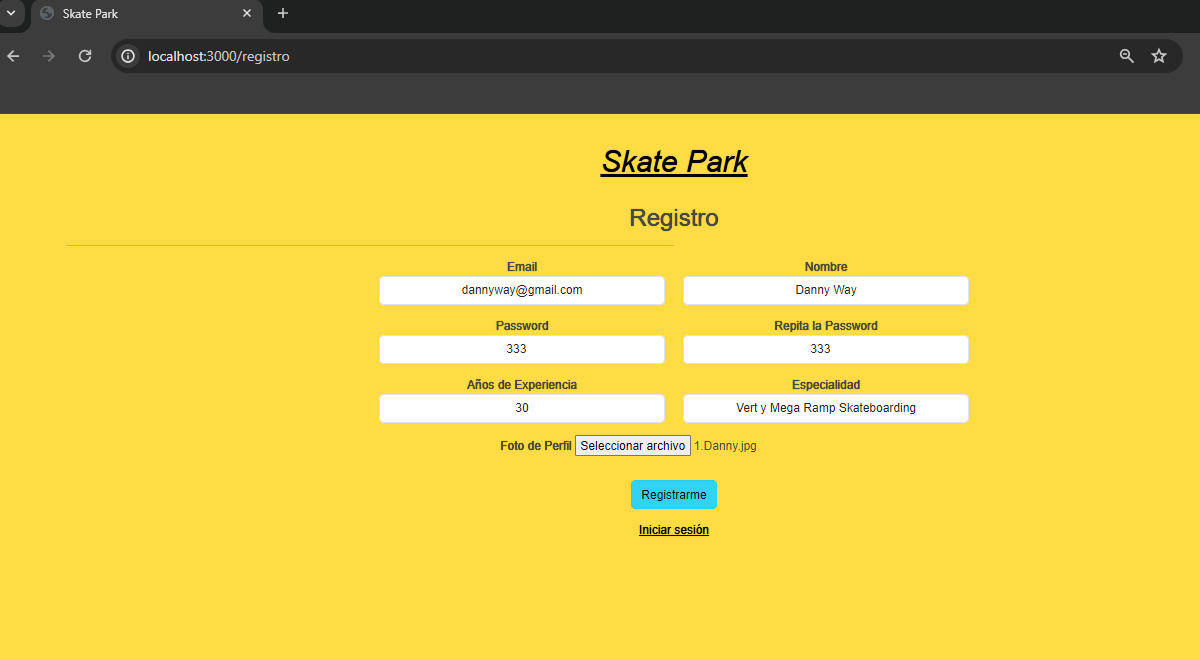 Skate Park
localhost:3000/registro
Skate Park
Registro
Email
Nombre
dannyway@gmail.com
Danny Way
Password
Repita la Password
333
333
Años de Experiencia
Especialidad
30
Vert y Mega Ramp Skateboarding
Foto de Perfil Seleccionar archivo 1.Danny.jpg
Registrarme
Iniciar sesión